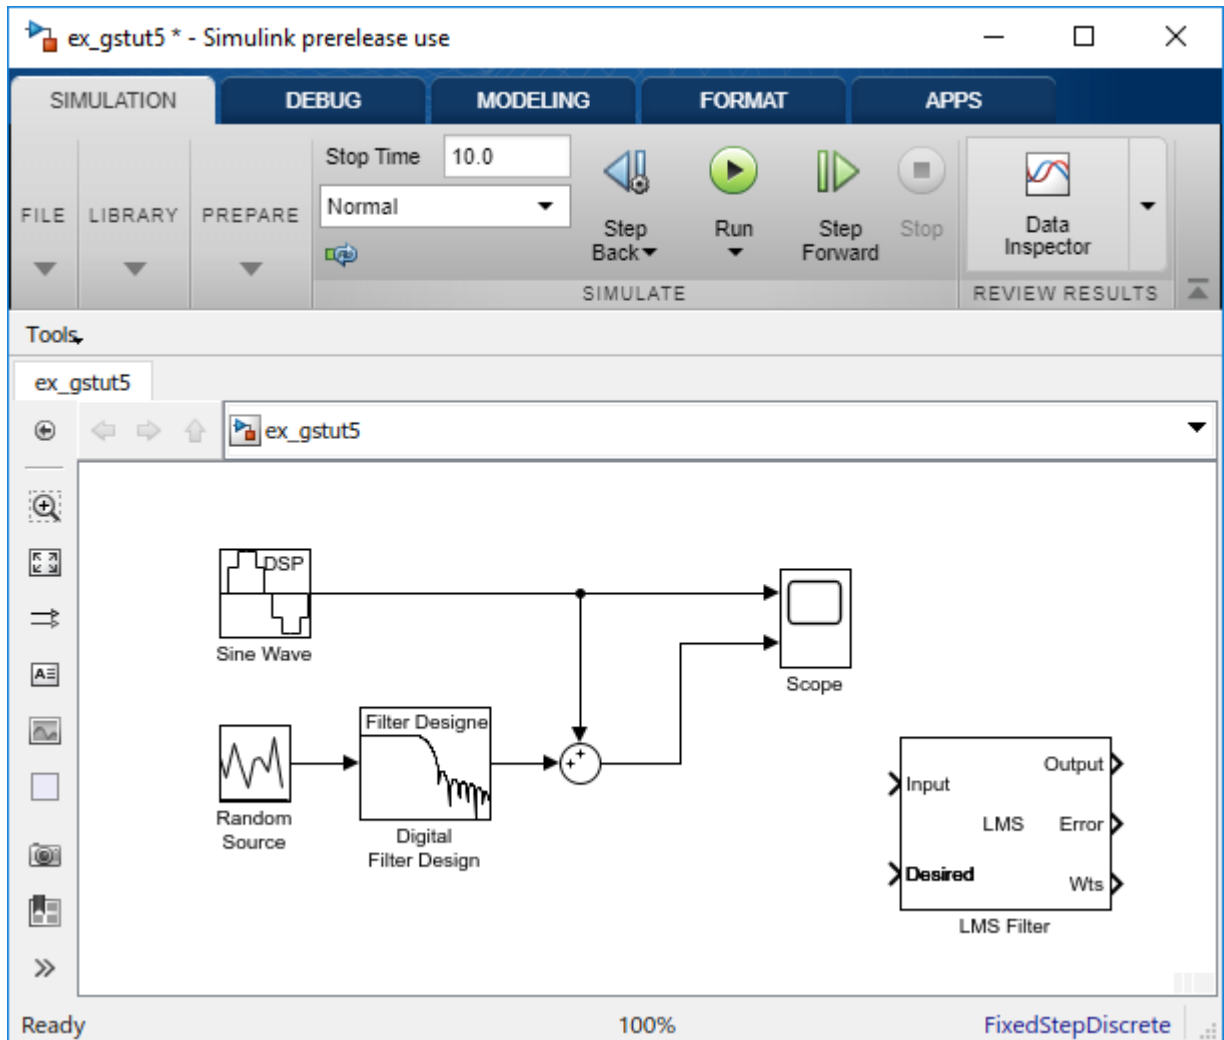 ex_gstut5 * - Simulink prerelease use
SIMULATION DEBUG MODELING FORMAT APPS
FILE LIBRARY PREPARE
Stop Time 10.0
Normal
Step
Back
Run
Step
Forward
Stop
Data
Inspector
SIMULATE
REVIEW RESULTS
Tools
ex_gstut5
ex_gstut5
DSP
Sine Wave
Scope
Filter Designe
Random
Source
Digital
Filter Design
Output
Input
LMS Error
Desired
Wts
LMS Filter
Ready 100% FixedStepDiscrete